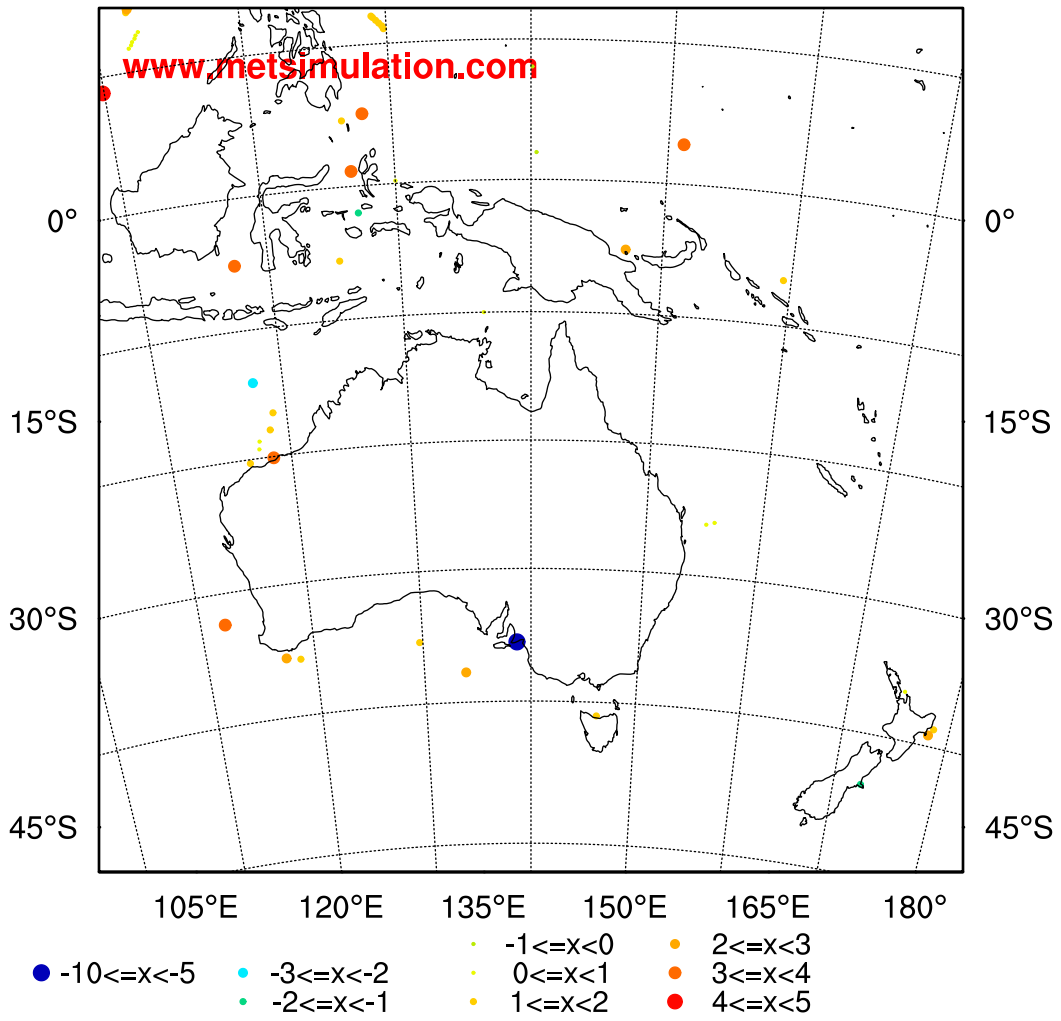 www.metsimulation.com
0° 0°
15°S 15°S
30°S 30°S
45°S 45°S
105°E 120°E 135°E 150°E 165°E 180°
-1<=x<0 2<=x<3
-10<=x<-5 -3<=x<-2 0<=x<1 3<=x<4
-2<=x<-1 1<=x<2 4<=x<5